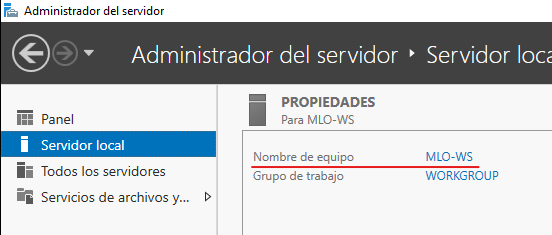 Administrador del servidor
Administrador del servidor • Servidor loca
Panel
Servidor local
Todos los servidores
Servicios de archivos y...
PROPIEDADES
Para MLO-WS
Nombre de equipo MLO-WS
Grupo de trabajo WORKGROUP